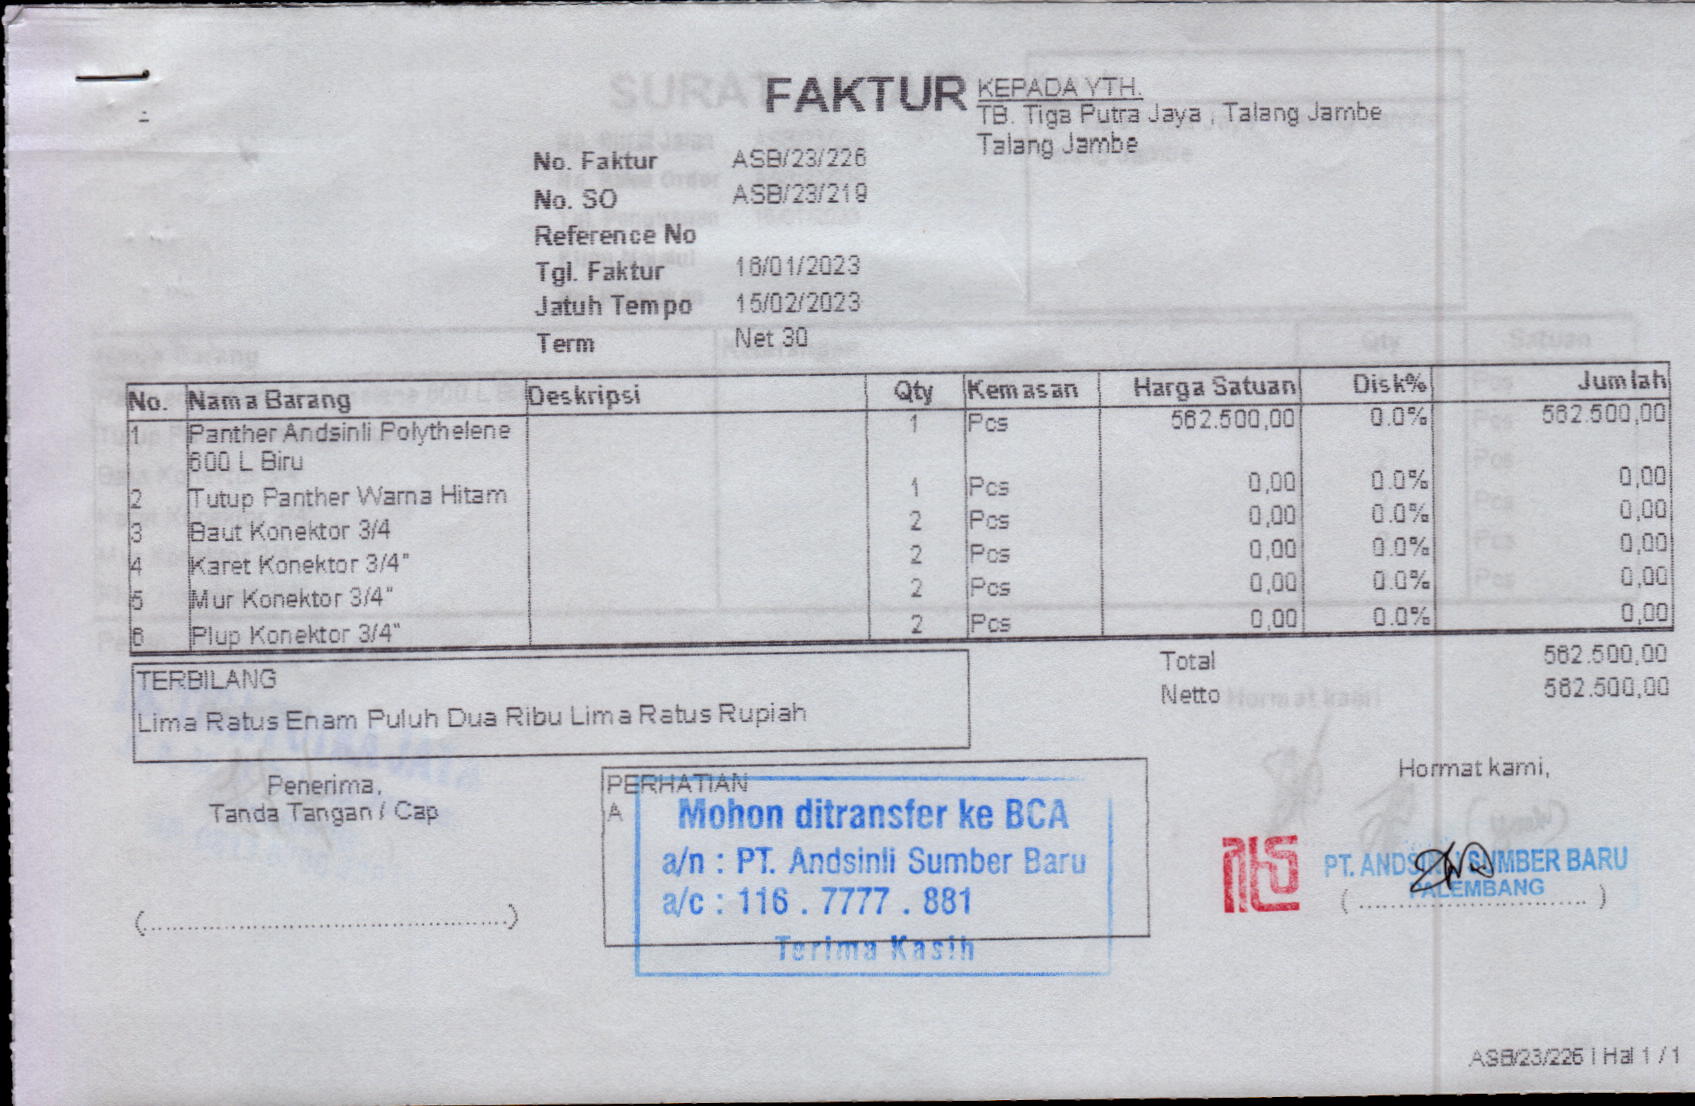 FAKTUR
KEPADA YTH.
TB. Tiga Putra Jaya , Talang Jambe
Talang Jambe
No. Faktur ASB/23/226
No. SO ASB/23/219
Reference No
Tgl. Faktur 16/01/2023
Jatuh Tempo 15/02/2023
Term Net 30
No. Nama Barang Deskripsi Qty Kemasan Harga Satuan Disk% Jumlah
1 Panther Andsinli Polythelene 1 Pcs 562.500,00 0.0% 562.500,00
600 L Biru
2 Tutup Panther Warna Hitam 1 Pcs 0,00 0.0% 0,00
3 Baut Konektor 3/4 2 Pcs 0,00 0.0% 0,00
4 Karet Konektor 3/4" 2 Pcs 0,00 0.0% 0,00
5 Mur Konektor 3/4" 2 Pcs 0,00 0.0% 0,00
6 Plup Konektor 3/4" 2 Pcs 0,00 0.0% 0,00
Total 562.500,00
Netto 562.500,00
TERBILANG
Lima Ratus Enam Puluh Dua Ribu Lima Ratus Rupiah
Penerima,
Tanda Tangan / Cap
(..............................................)
PERHATIAN
A
Mohon ditransfer ke BCA
a/n : PT. Andsinli Sumber Baru
a/c : 116 . 7777 . 881
Terima Kasih
Hormat kami,
PT. ANDSINLI SUMBER BARU
PALEMBANG
( ............................. )
ASB/23/226 | Hal 1 / 1